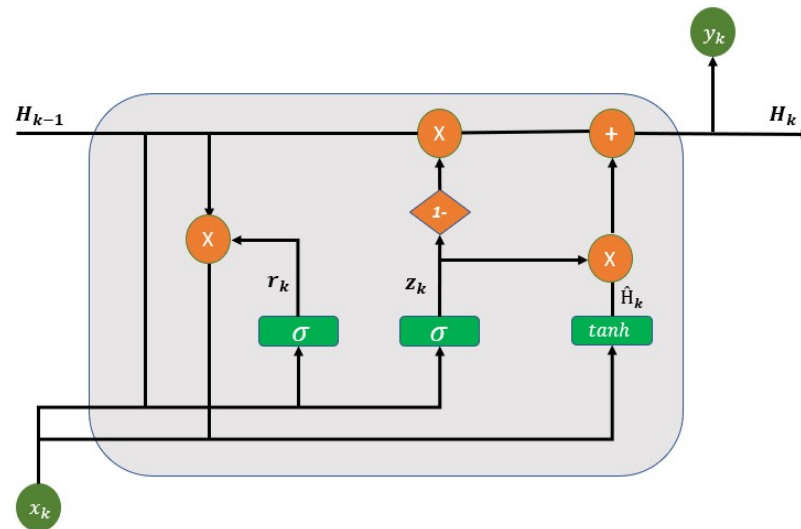 y_k
H_{k-1}
H_k
X
+
1-
X
X
r_k
z_k
Ĥ_k
σ
σ
tanh
x_k